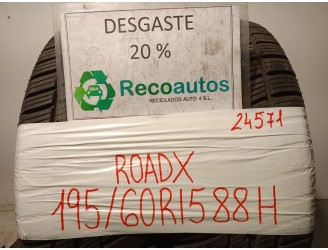 DESGASTE
20 %
Recoautos
RECICLADOS AUTO 4 S.L.
24571
ROADX
195/60R1588H